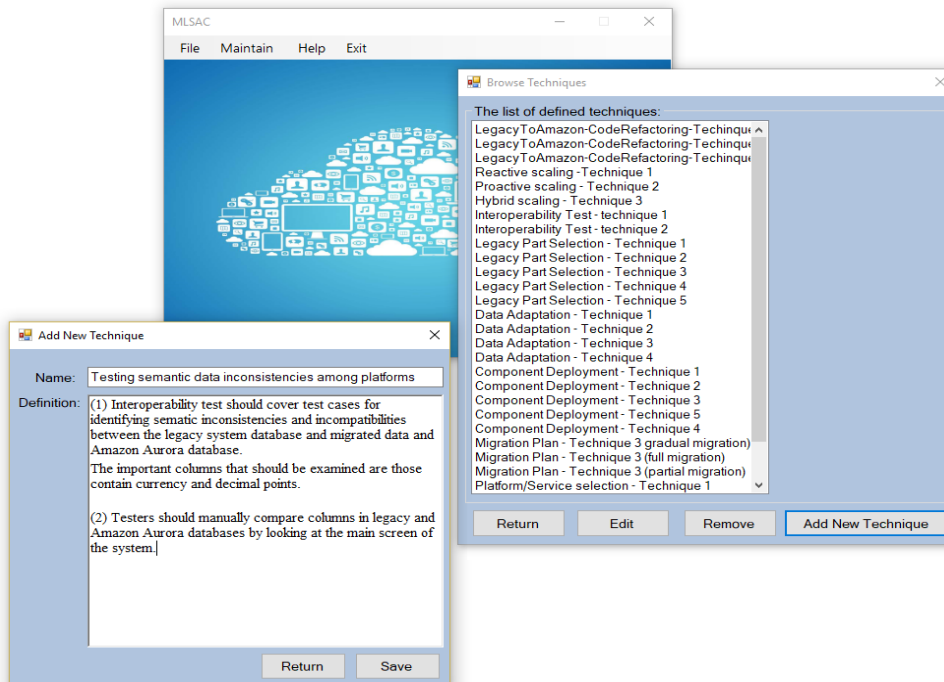 MLSAC
File Maintain Help Exit
Browse Techniques
The list of defined techniques:
LegacyToAmazon-CodeRefactoring-Techinque
LegacyToAmazon-CodeRefactoring-Techinque
LegacyToAmazon-CodeRefactoring-Techinque
Reactive scaling - Technique 1
Proactive scaling - Technique 2
Hybrid scaling - Technique 3
Interoperability Test - technique 1
Interoperability Test - technique 2
Legacy Part Selection - Technique 1
Legacy Part Selection - Technique 2
Legacy Part Selection - Technique 3
Legacy Part Selection - Technique 4
Legacy Part Selection - Technique 5
Data Adaptation - Technique 1
Data Adaptation - Technique 2
Data Adaptation - Technique 3
Data Adaptation - Technique 4
Component Deployment - Technique 1
Component Deployment - Technique 2
Component Deployment - Technique 3
Component Deployment - Technique 5
Component Deployment - Technique 4
Migration Plan - Technique 3 gradual migration)
Migration Plan - Technique 3 (full migration)
Migration Plan - Technique 3 (partial migration)
Platform/Service selection - Technique 1
Return Edit Remove Add New Technique
Add New Technique
Name: Testing semantic data inconsistencies among platforms
Definition: (1) Interoperability test should cover test cases for
identifying sematic inconsistencies and incompatibilities
between the legacy system database and migrated data and
Amazon Aurora database.
The important columns that should be examined are those
contain currency and decimal points.
(2) Testers should manually compare columns in legacy and
Amazon Aurora databases by looking at the main screen of
the system.
Return Save